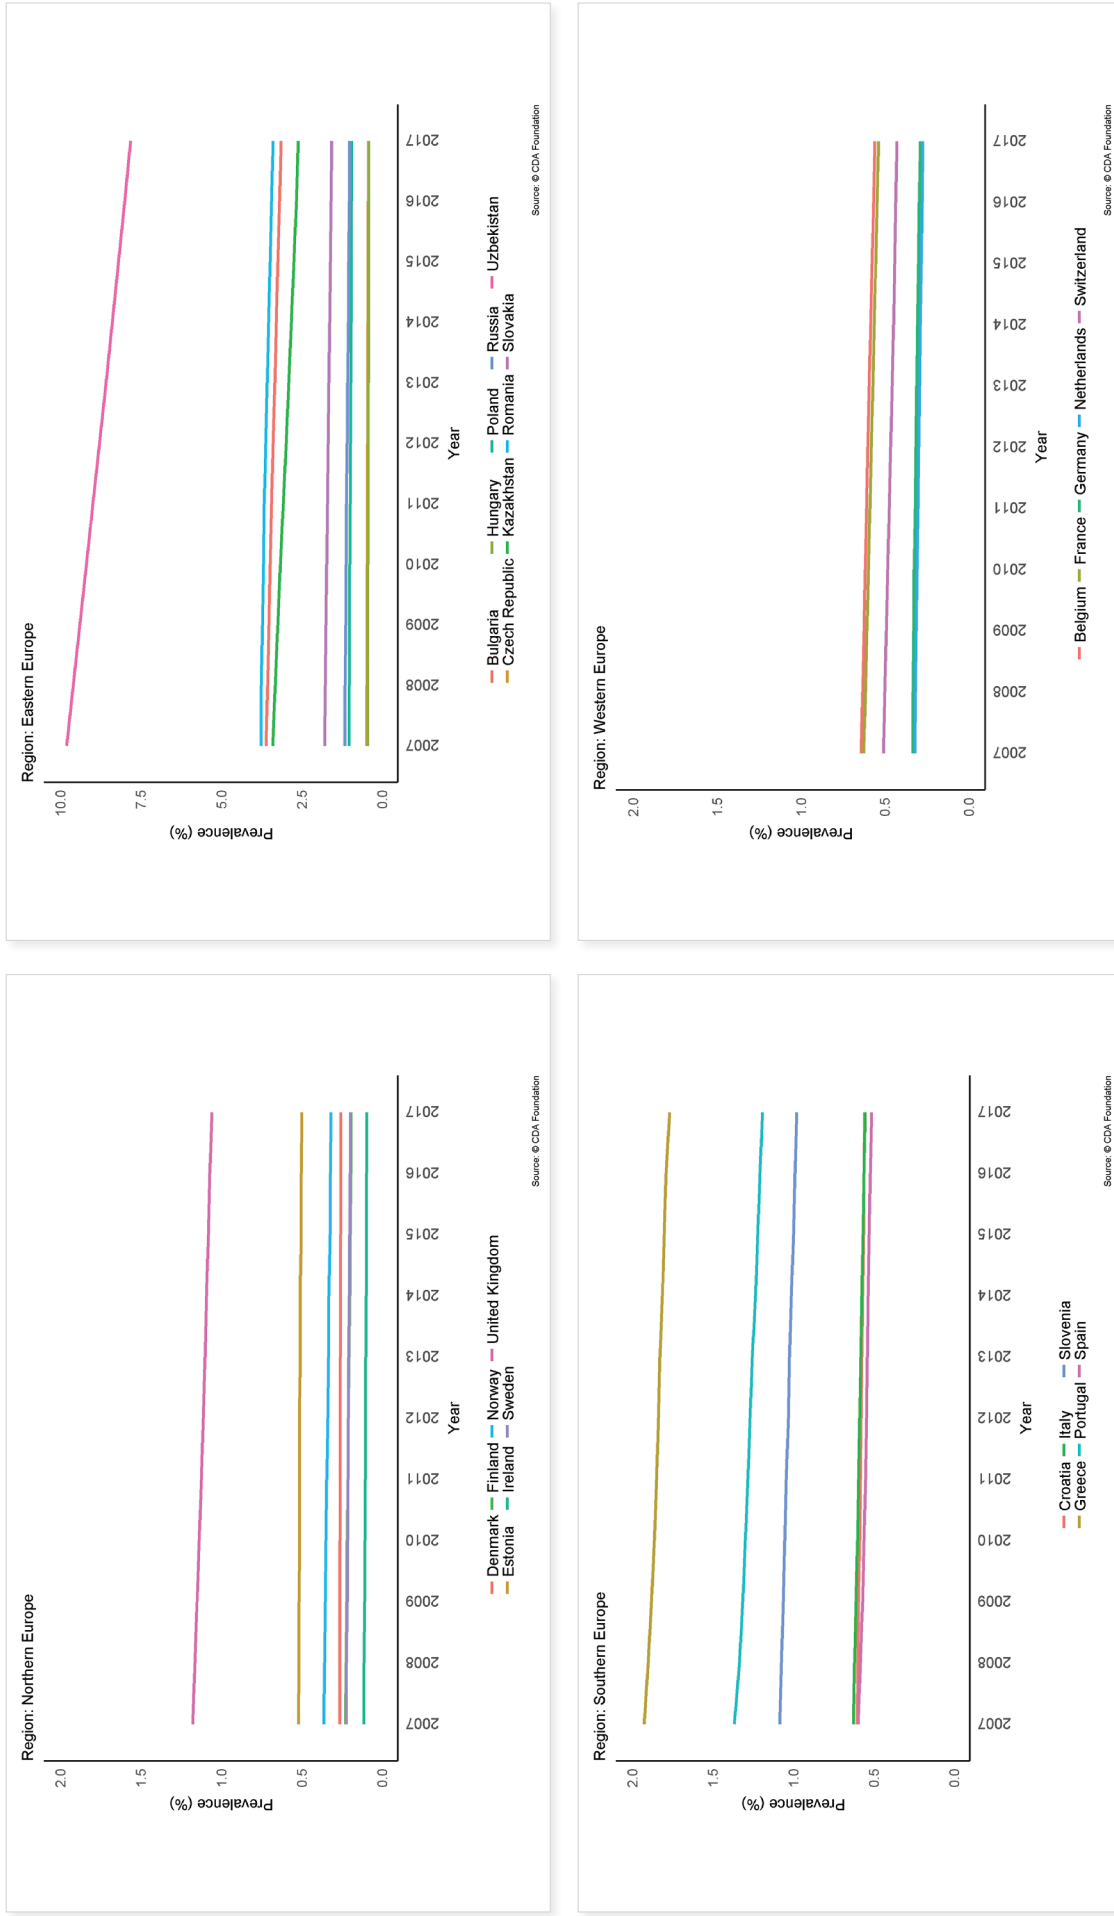 Region: Northern Europe
2.0
1.5
1.0
0.5
0.0
Prevalence (%)
2007 2008 2009 2010 2011 2012 2013 2014 2015 2016 2017
Year
Denmark Finland Norway United Kingdom
Estonia Ireland Sweden
Source: © CDA Foundation
Region: Eastern Europe
10.0
7.5
5.0
2.5
0.0
Prevalence (%)
2007 2008 2009 2010 2011 2012 2013 2014 2015 2016 2017
Year
Bulgaria Hungary Poland Russia Uzbekistan
Czech Republic Kazakhstan Romania Slovakia
Source: © CDA Foundation
Region: Southern Europe
2.0
1.5
1.0
0.5
0.0
Prevalence (%)
2007 2008 2009 2010 2011 2012 2013 2014 2015 2016 2017
Year
Croatia Italy Slovenia
Greece Portugal Spain
Source: © CDA Foundation
Region: Western Europe
2.0
1.5
1.0
0.5
0.0
Prevalence (%)
2007 2008 2009 2010 2011 2012 2013 2014 2015 2016 2017
Year
Belgium France Germany Netherlands Switzerland
Source: © CDA Foundation